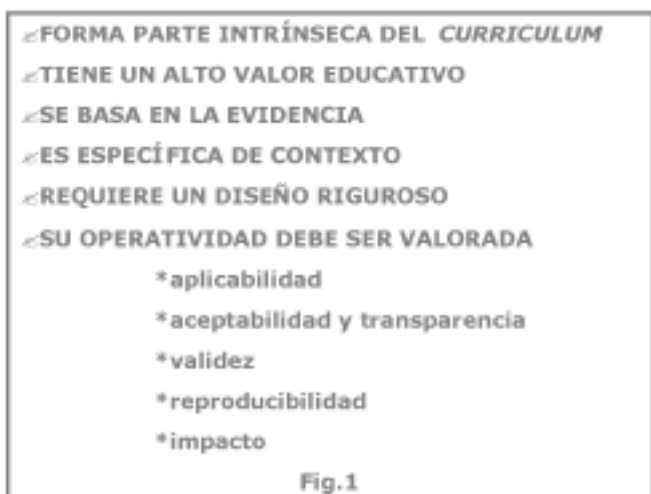 FORMA PARTE INTRÍNSECA DEL CURRICULUM
TIENE UN ALTO VALOR EDUCATIVO
SE BASA EN LA EVIDENCIA
ES ESPECÍFICA DE CONTEXTO
REQUIERE UN DISEÑO RIGUROSO
SU OPERATIVIDAD DEBE SER VALORADA
*aplicabilidad
*aceptabilidad y transparencia
*validez
*reproducibilidad
*impacto
Fig.1